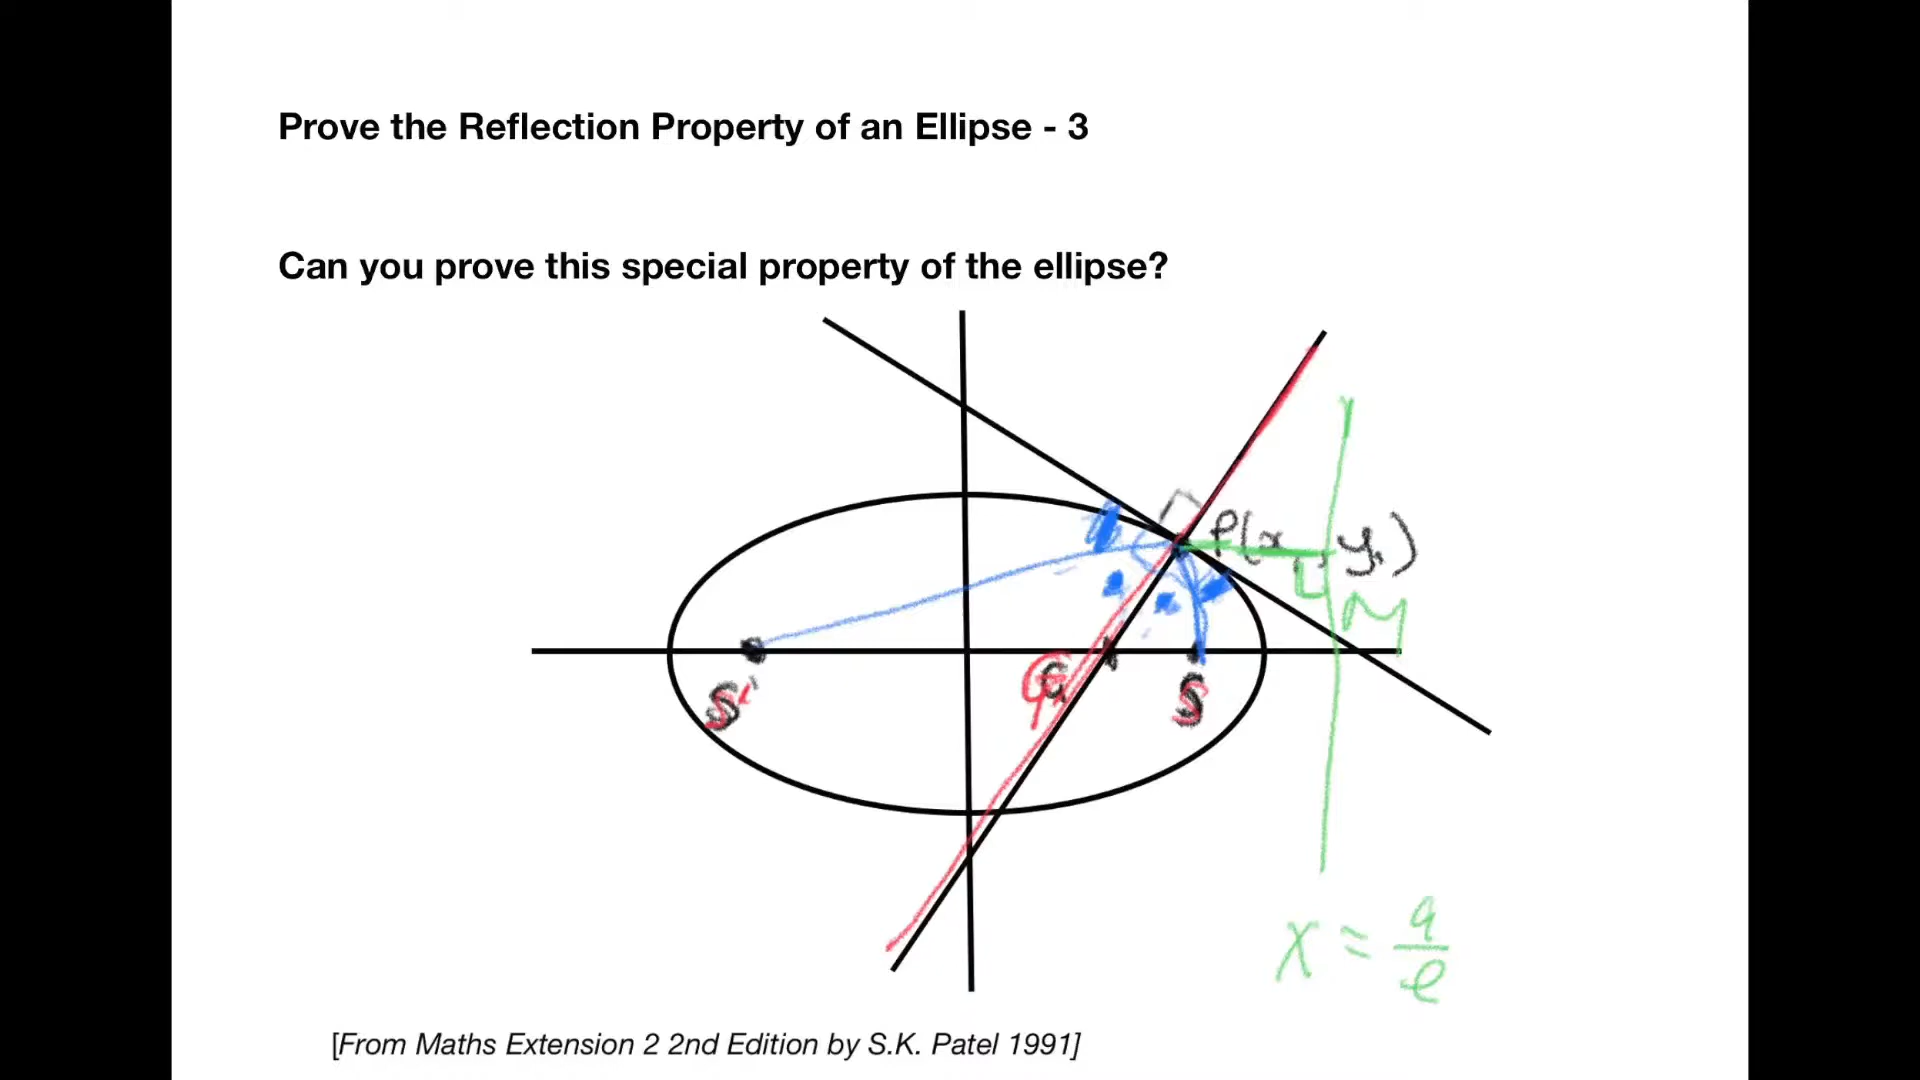 Prove the Reflection Property of an Ellipse - 3
Can you prove this special property of the ellipse?
P(x, y₁)
M
S'
G
S
x = a/e
[From Maths Extension 2 2nd Edition by S.K. Patel 1991]